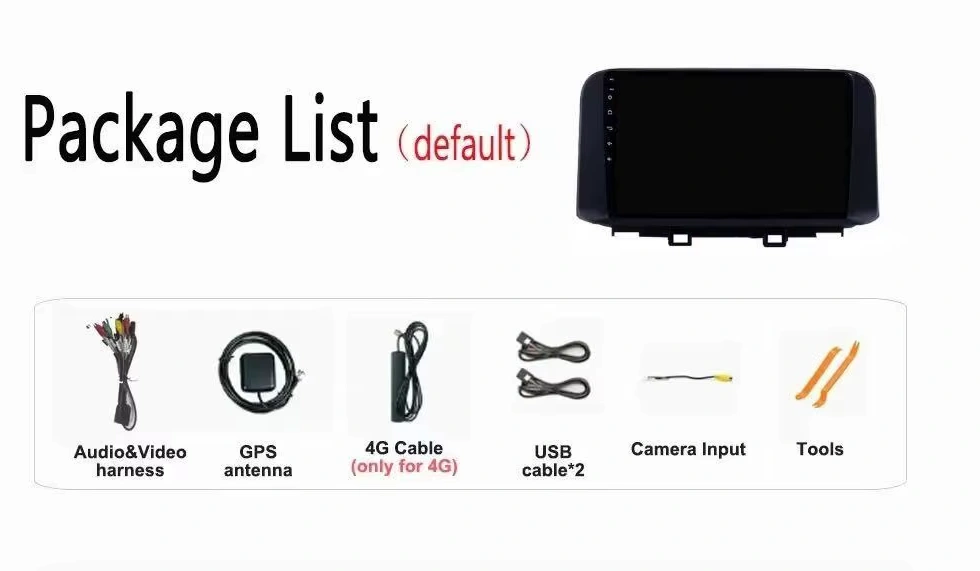 Package List（default）
Audio&Video
harness
GPS
antenna
4G Cable
(only for 4G)
USB
cable*2
Camera Input
Tools